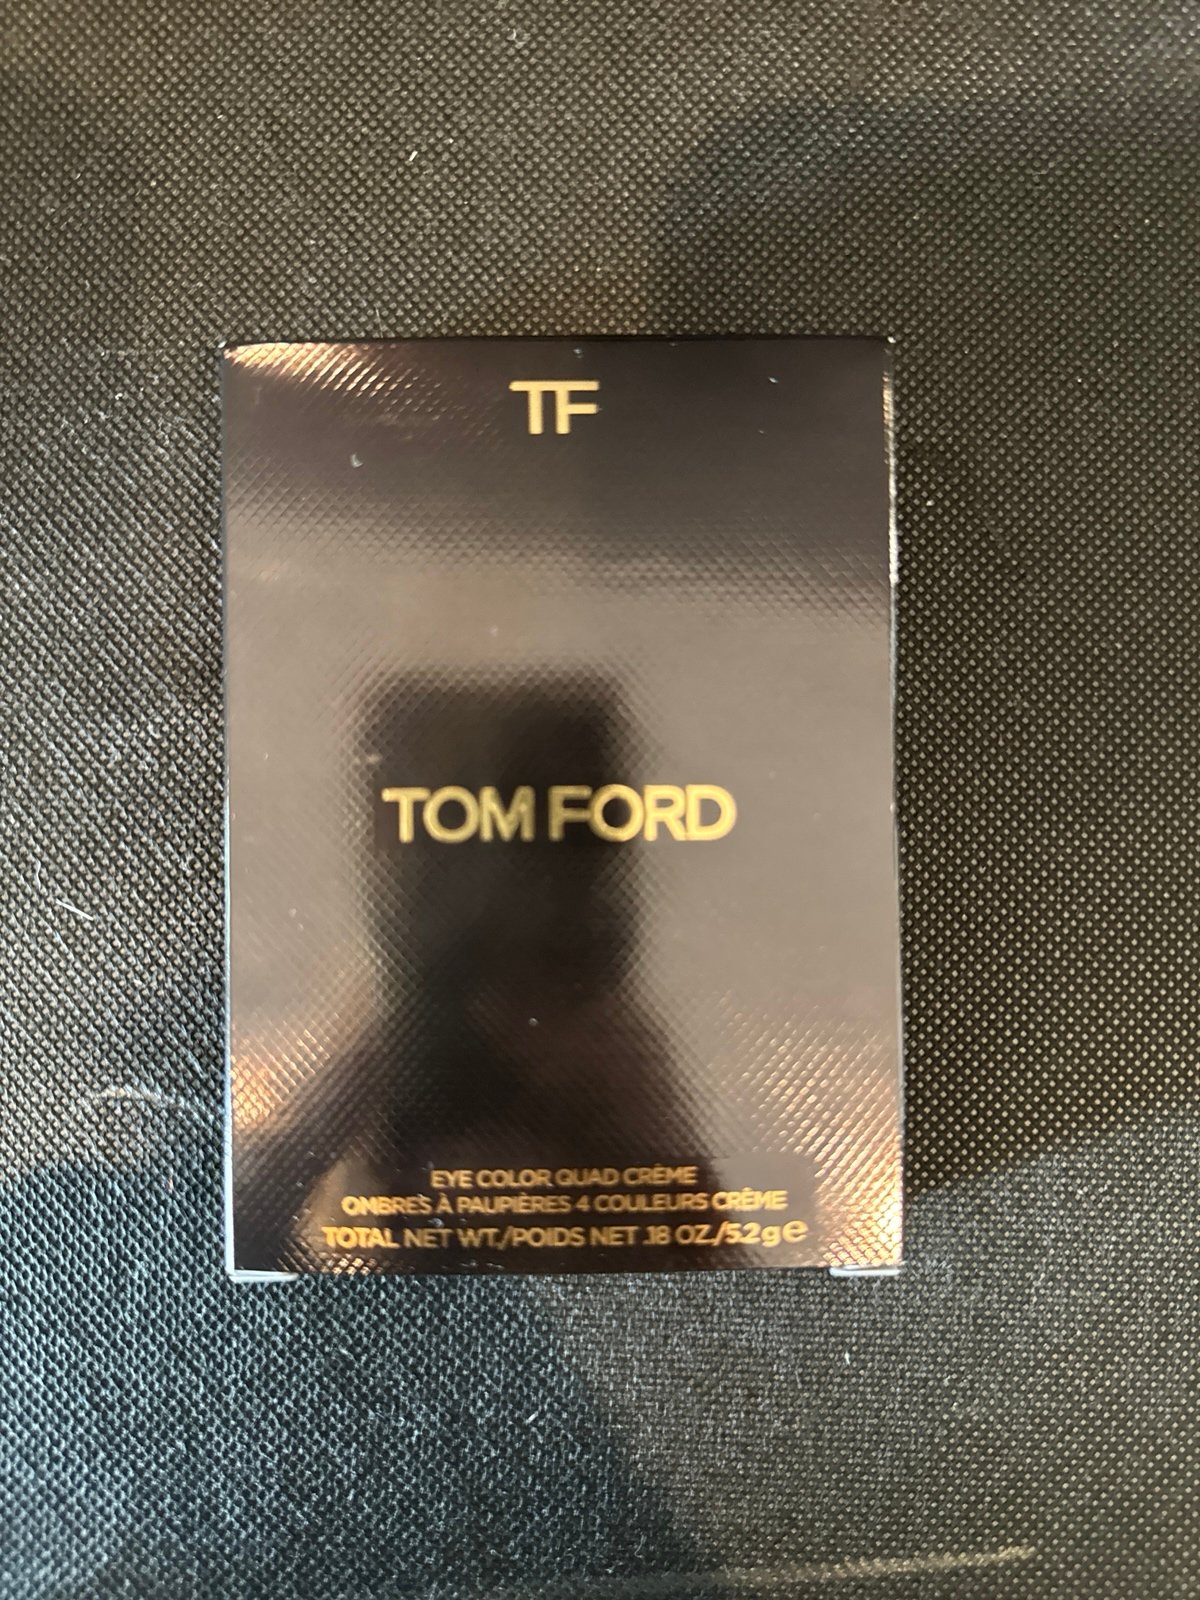 TF
TOM FORD
EYE COLOR QUAD CRÈME
OMBRES À PAUPIÈRES 4 COULEURS CRÈME
TOTAL NET WT./POIDS NET .18 OZ./5.2g℮